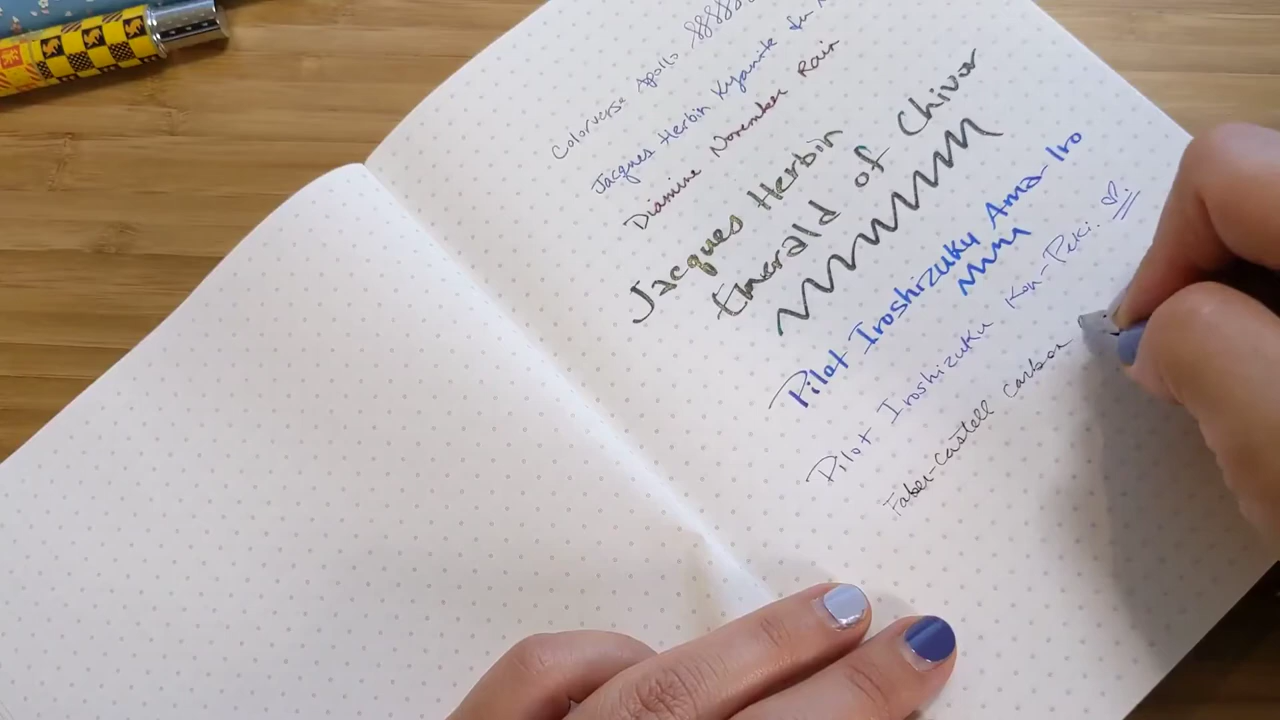 Colorverse Apollo
Jacques Herbin Kyanite du
Diamine November Rain
Jacques Herbin
Emerald of Chivor
Pilot Iroshizuku Ama-Iro
Pilot Iroshizuku Kon-Peki.
Faber-Castell Carbon